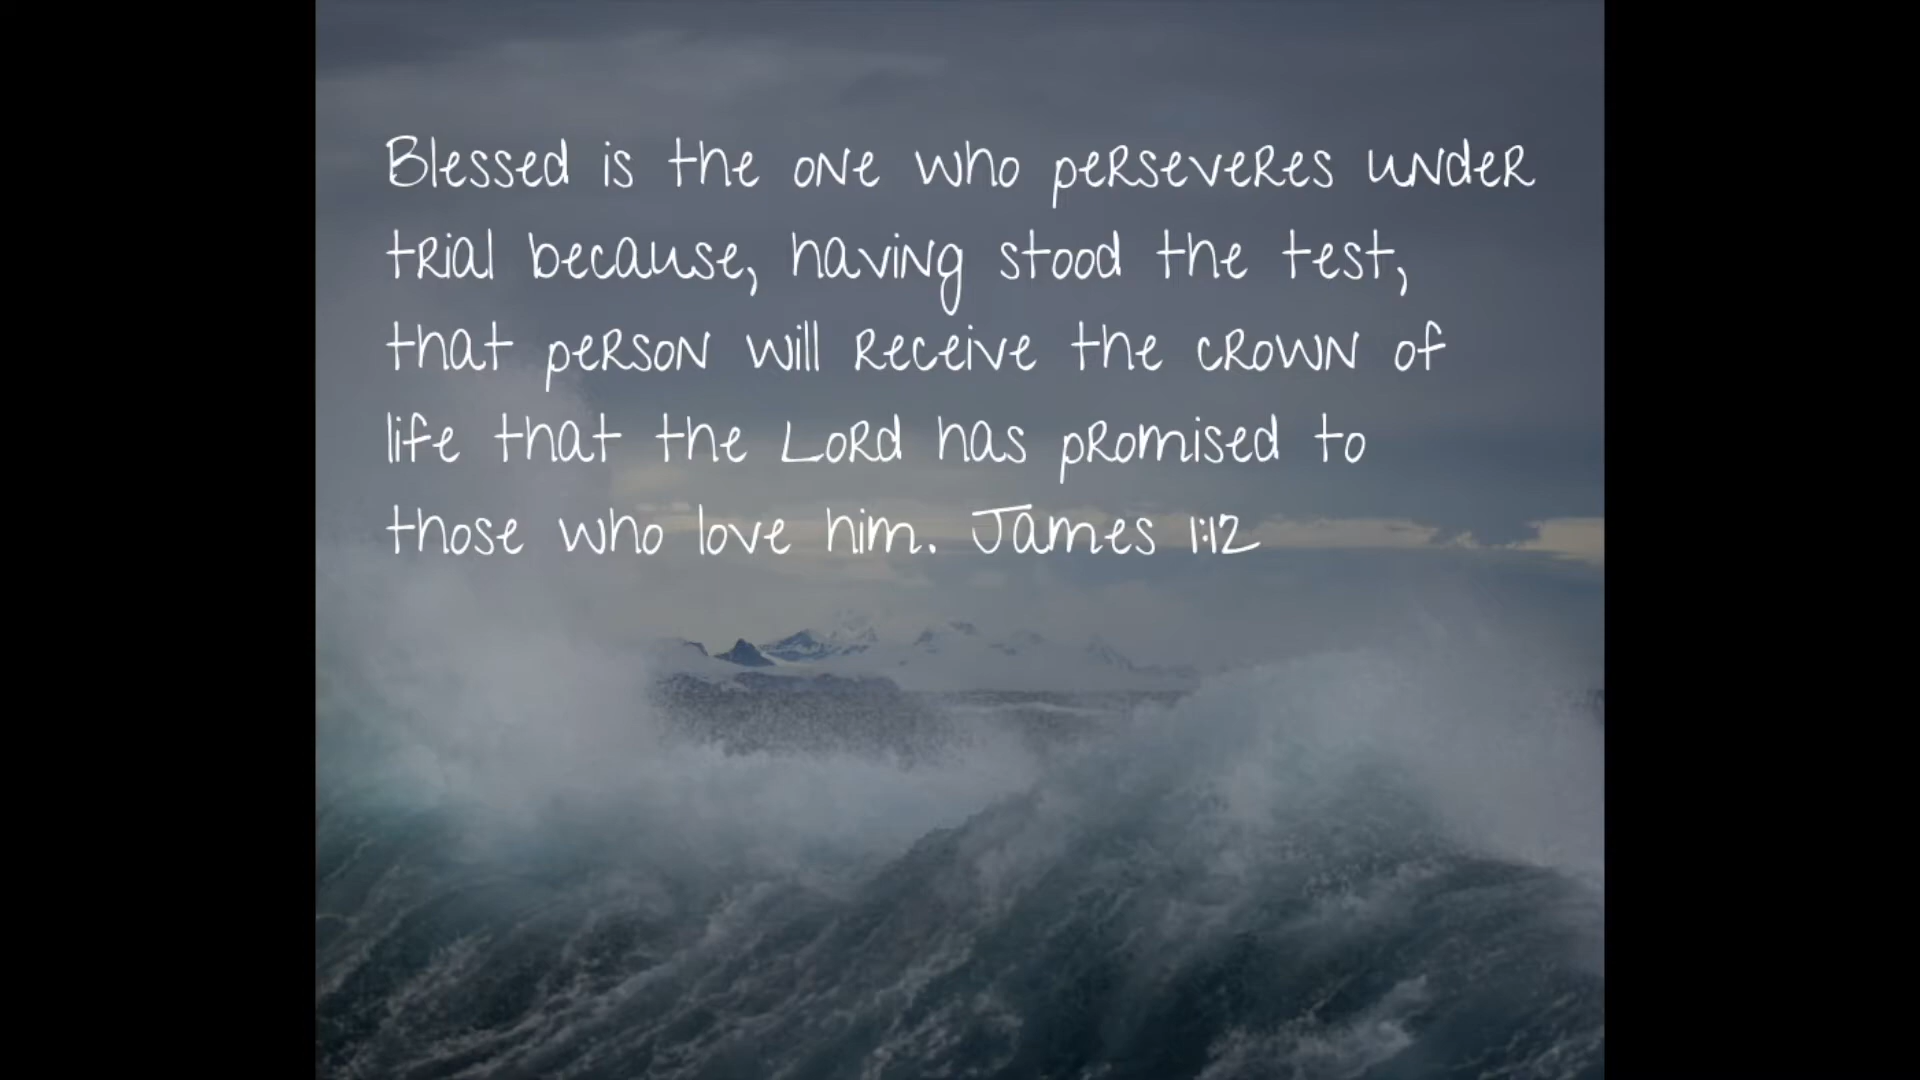 Blessed is the one who perseveres under
trial because, having stood the test,
that person will receive the crown of
life that the Lord has promised to
those who love him. James 1:12